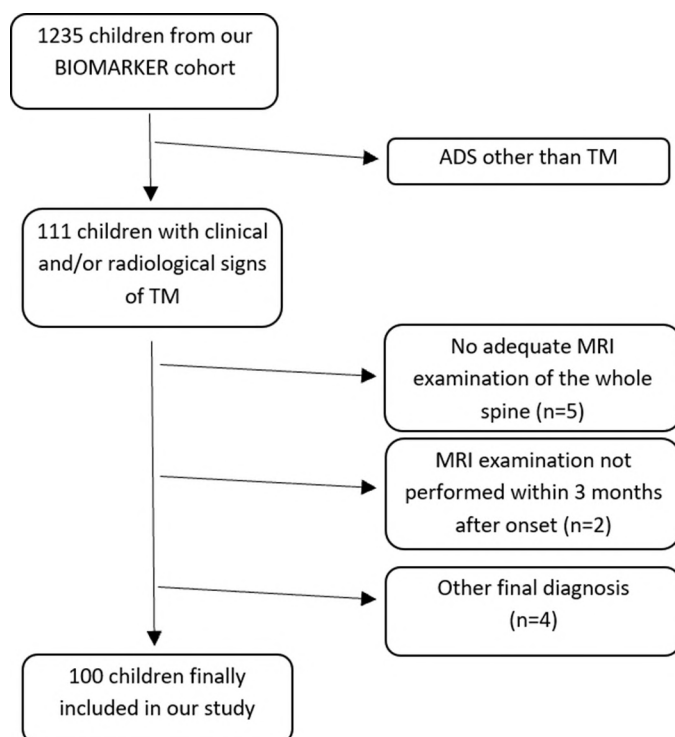 1235 children from our
BIOMARKER cohort
ADS other than TM
111 children with clinical
and/or radiological signs
of TM
No adequate MRI
examination of the whole
spine (n=5)
MRI examination not
performed within 3 months
after onset (n=2)
Other final diagnosis
(n=4)
100 children finally
included in our study